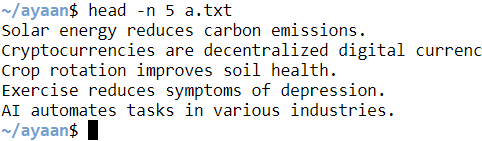 ~/ayaan$ head -n 5 a.txt
Solar energy reduces carbon emissions.
Cryptocurrencies are decentralized digital currenc
Crop rotation improves soil health.
Exercise reduces symptoms of depression.
AI automates tasks in various industries.
~/ayaan$